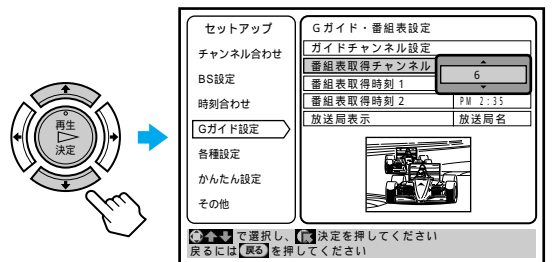 再生
決定
セットアップ
チャンネル合わせ
BS設定
時刻合わせ
Gガイド設定
各種設定
かんたん設定
その他
Gガイド・番組表設定
ガイドチャンネル設定
番組表取得チャンネル
6
番組表取得時刻1
番組表取得時刻2 PM 2:35
放送局表示 放送局名
で選択し、 決定を押してください
戻るには 戻る を押してください